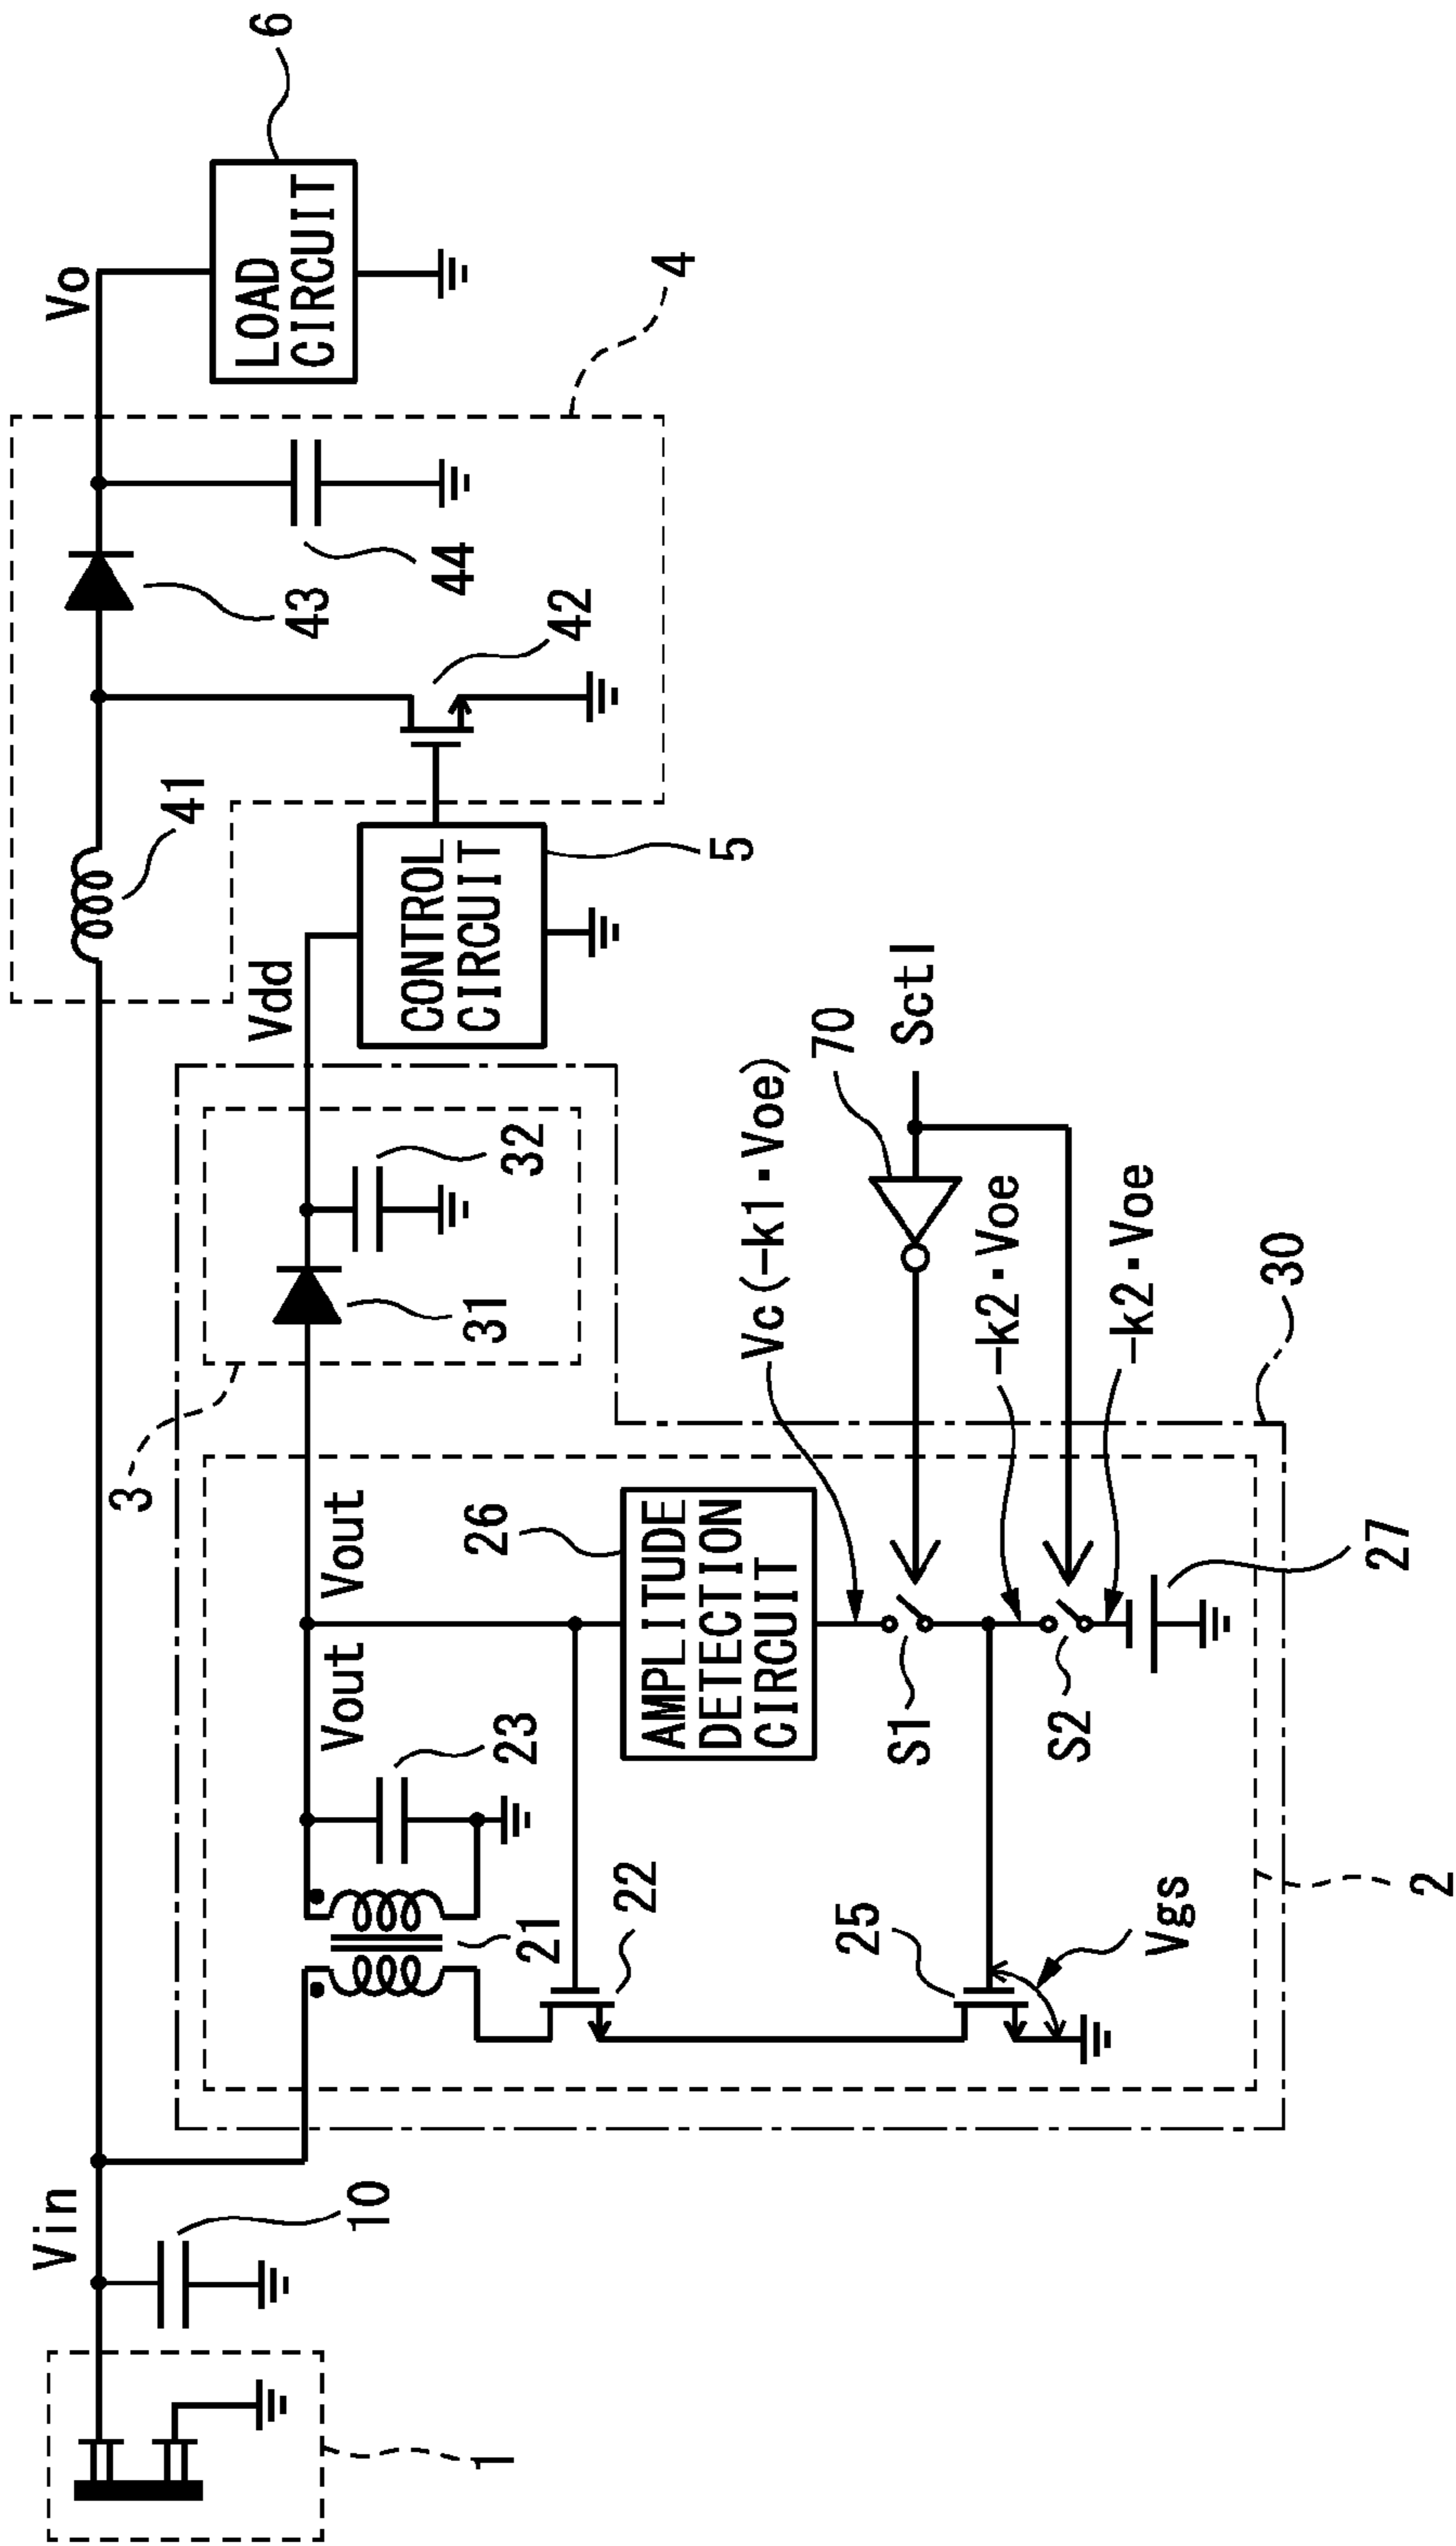 Vin
Vo
6
LOAD
CIRCUIT
4
10
1
41
43
44
42
Vdd
CONTROL
CIRCUIT
5
3
31
32
Vout
Vout
21
23
22
26
AMPLITUDE
DETECTION
CIRCUIT
25
Vgs
S1
S2
Vc(-k1・Voe)
70
Sctl
-k2・Voe
-k2・Voe
27
30
2